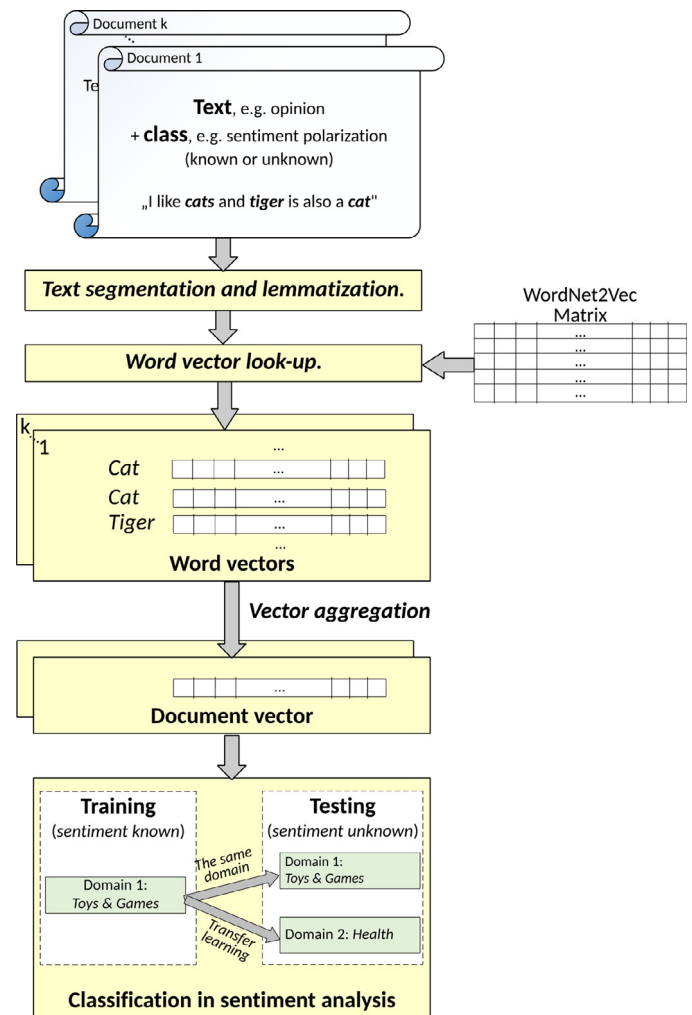 Document k
Document 1
Te
Text, e.g. opinion
+ class, e.g. sentiment polarization
(known or unknown)
„I like cats and tiger is also a cat"
Text segmentation and lemmatization.
WordNet2Vec
Matrix
...
...
...
...
Word vector look-up.
k
1
...
Cat
...
Cat
...
Tiger
...
...
Word vectors
Vector aggregation
...
Document vector
Training
(sentiment known)
Testing
(sentiment unknown)
The same
domain
Domain 1:
Toys & Games
Domain 1:
Toys & Games
Transfer
learning
Domain 2: Health
Classification in sentiment analysis